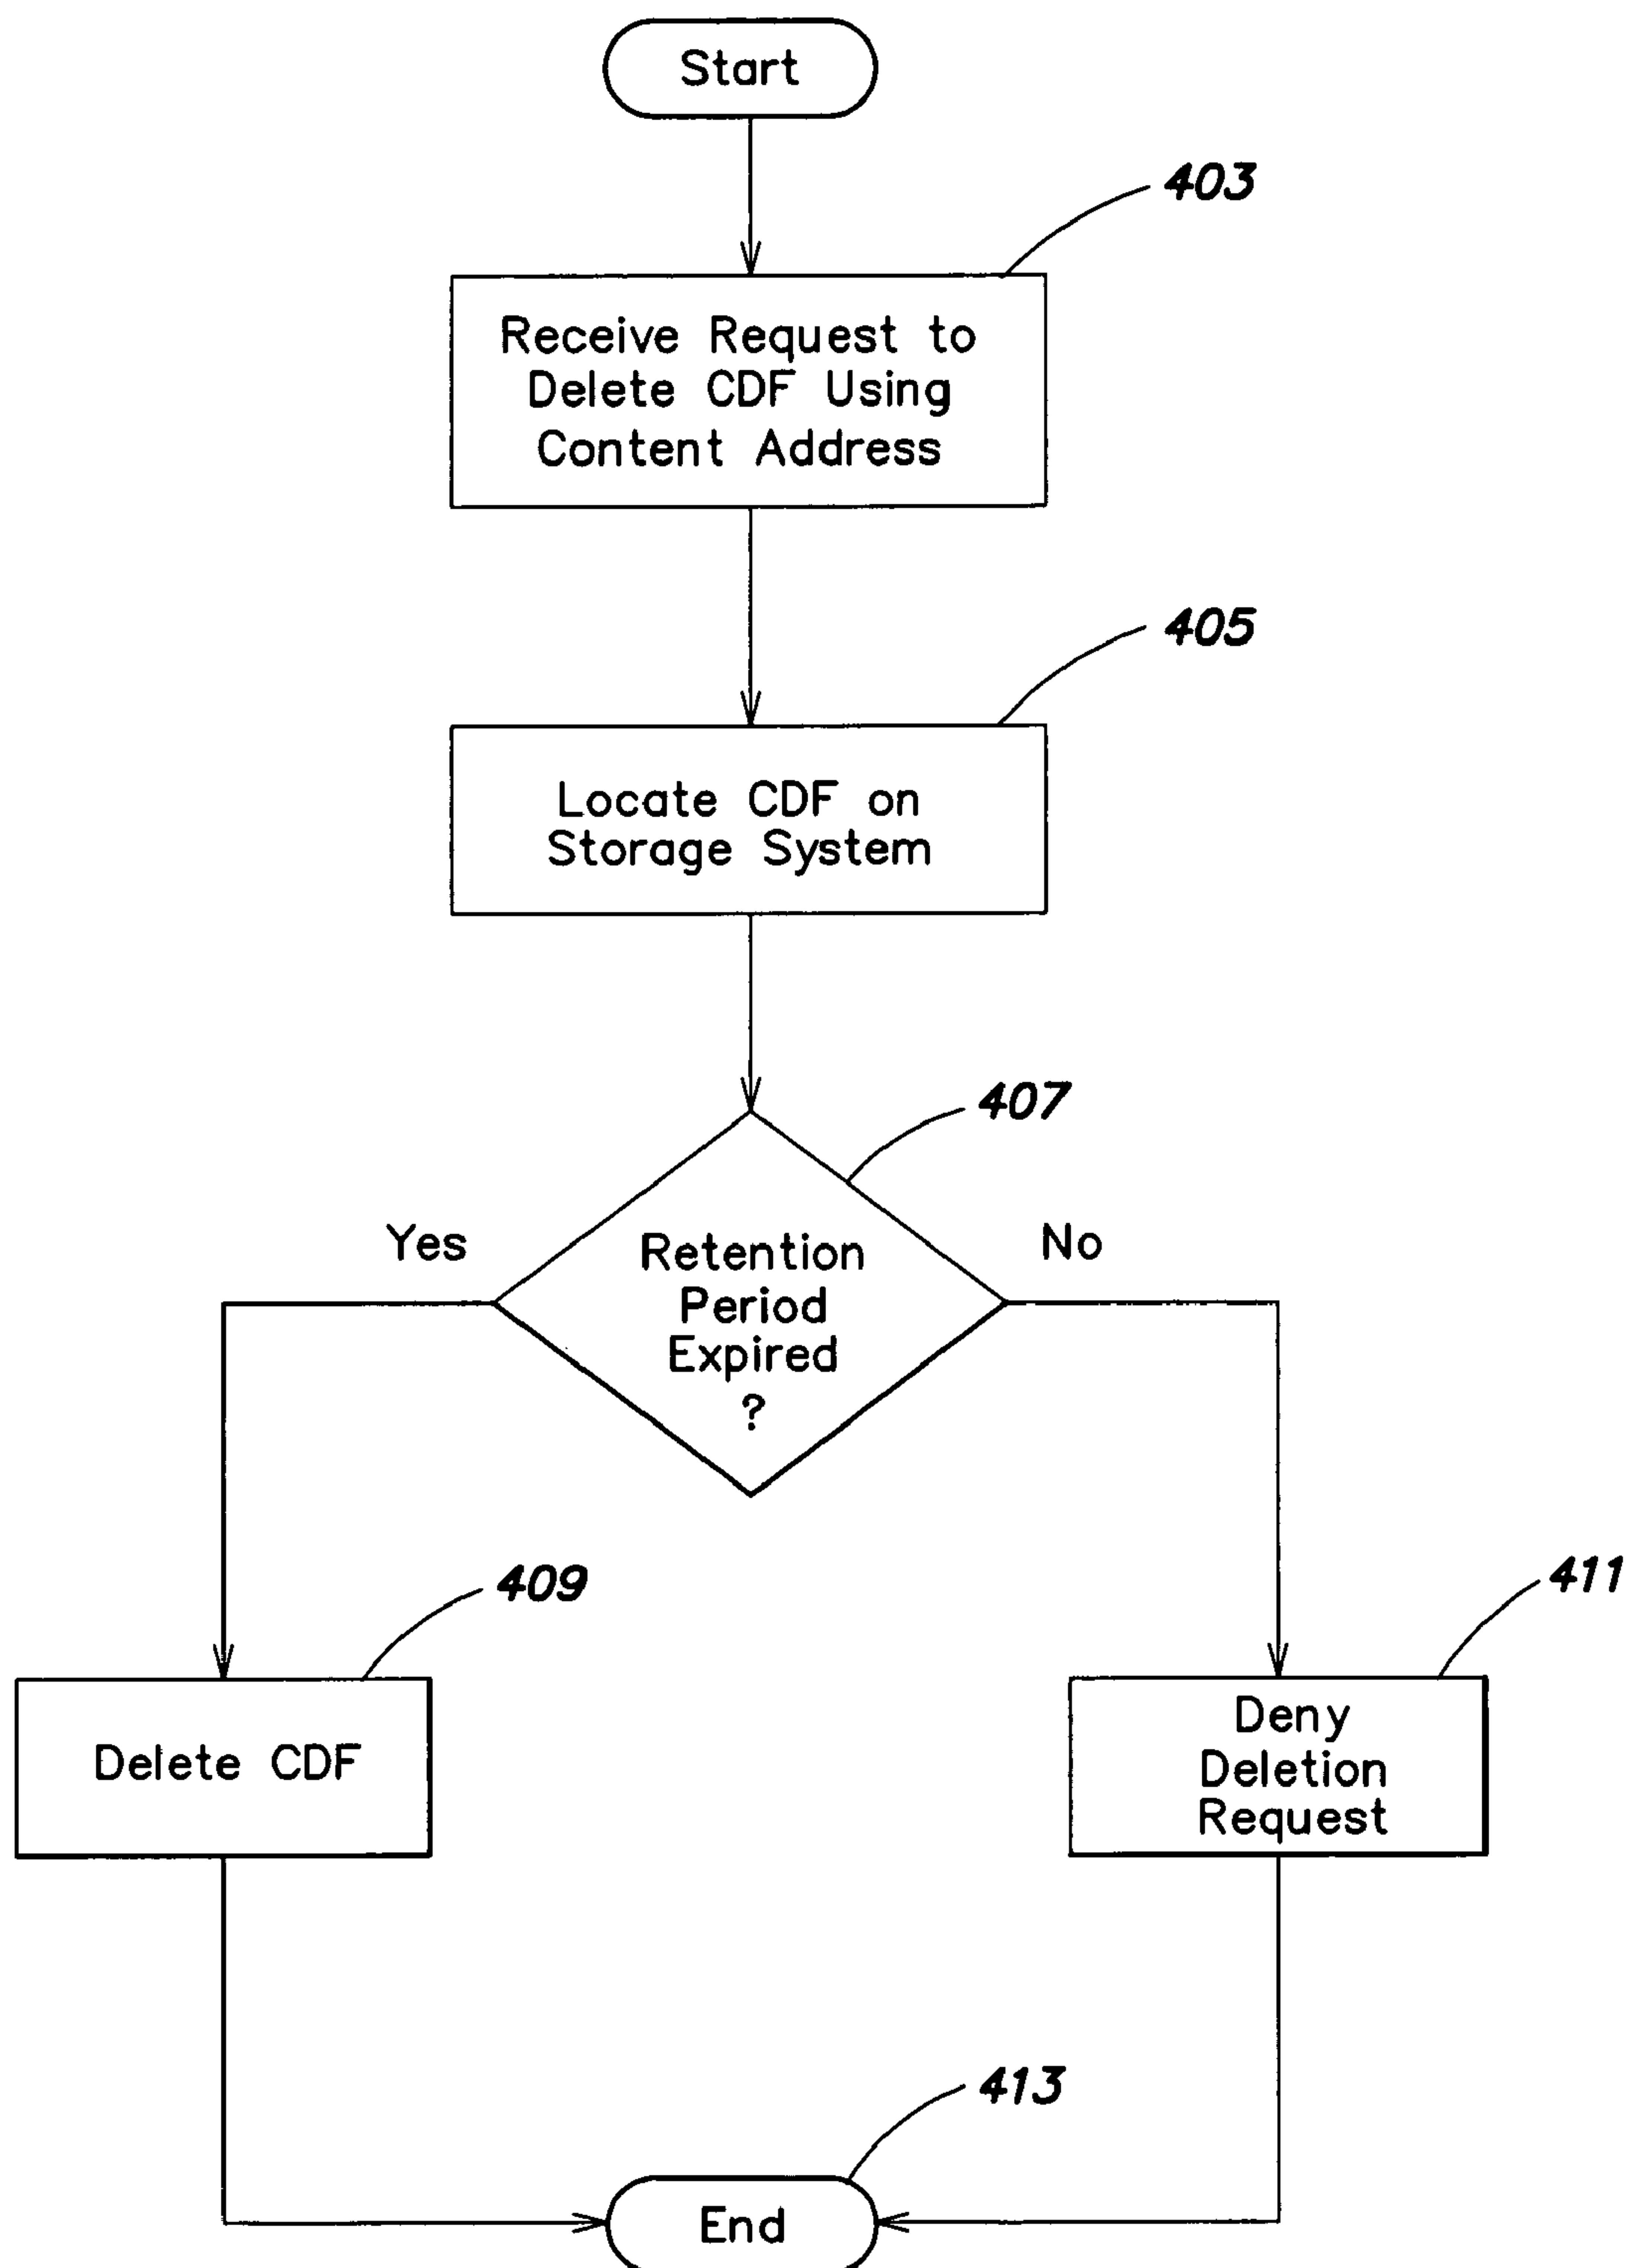 Start
403
Receive Request to
Delete CDF Using
Content Address
405
Locate CDF on
Storage System
407
Yes
No
Retention
Period
Expired
?
409
411
Delete CDF
Deny
Deletion
Request
413
End